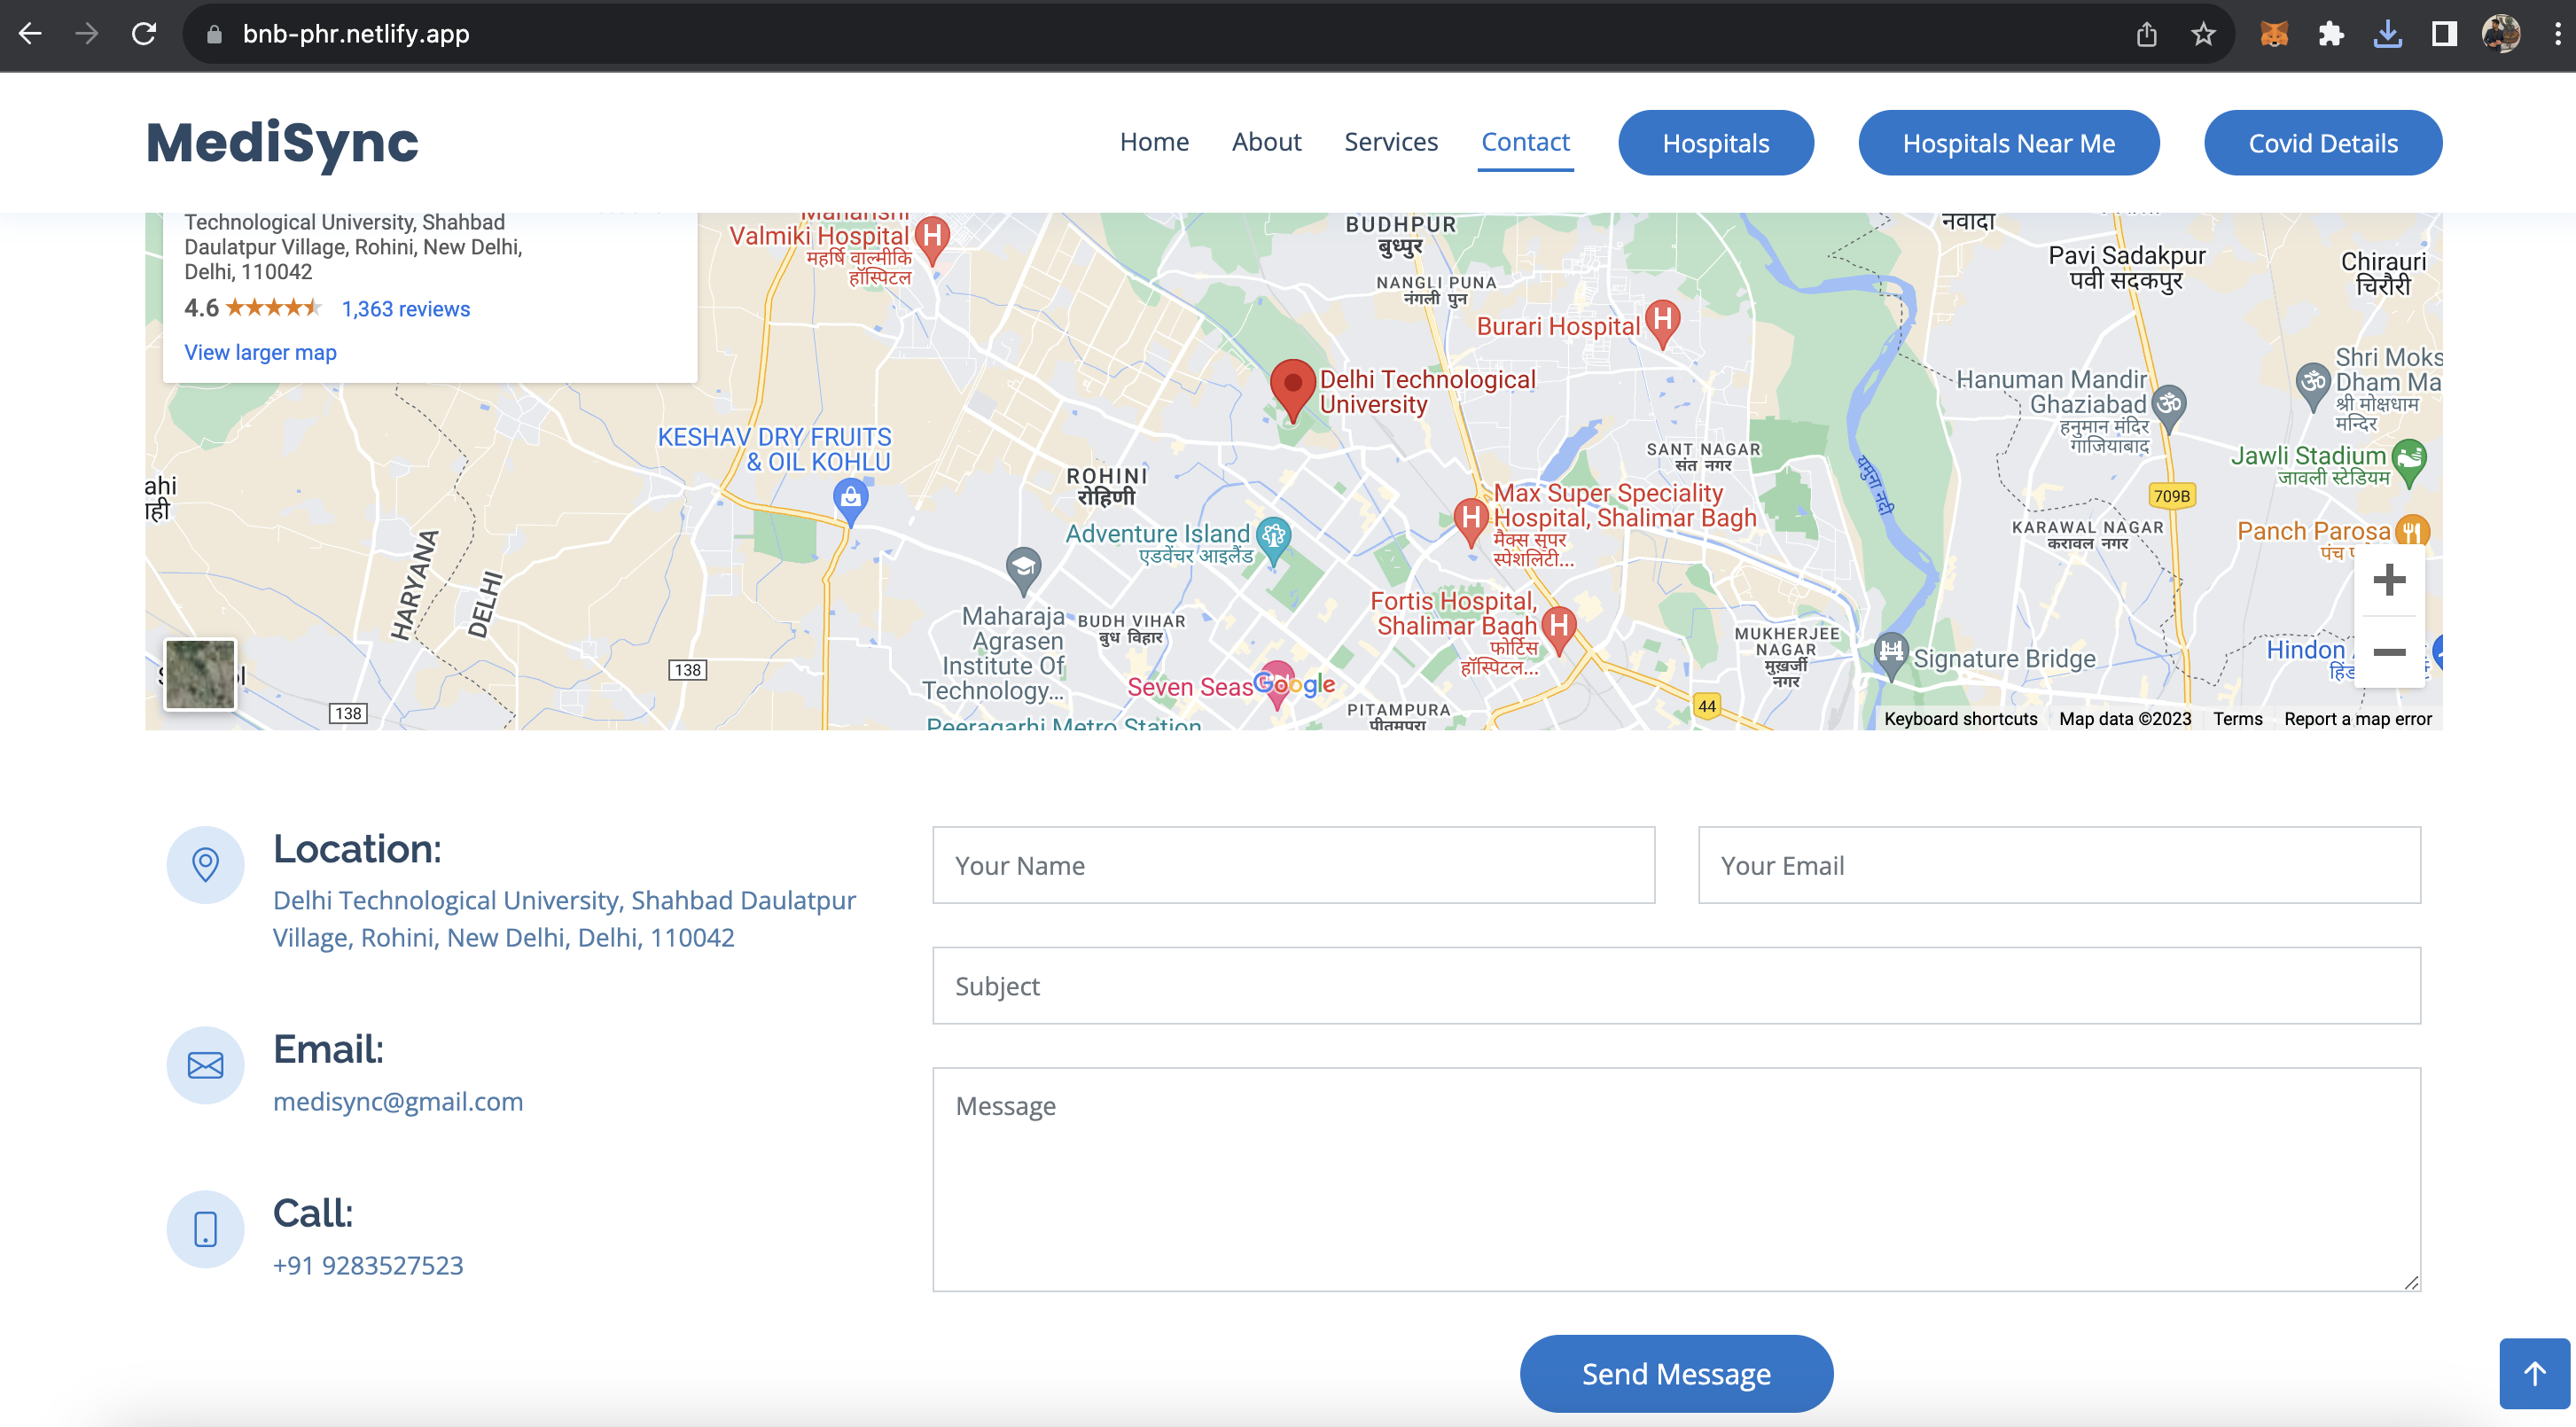 bnb-phr.netlify.app
MediSync
Home About Services Contact Hospitals Hospitals Near Me Covid Details
Technological University, Shahbad
Daulatpur Village, Rohini, New Delhi,
Delhi, 110042
4.6 1,363 reviews
View larger map
Valmiki Hospital
महर्षि वाल्मीकि
हॉस्पिटल
BUDHPUR
बुध्पुर
NANGLI PUNA
नंगली पुन
Burari Hospital
नवादा
Pavi Sadakpur
पवी सदकपुर
Chirauri
चिरौरी
Delhi Technological
University
Hanuman Mandir
Ghaziabad
हनुमान मंदिर
गाजियाबाद
Shri Moks
Dham Ma
श्री मोक्षधाम
मन्दिर
KESHAV DRY FRUITS
& OIL KOHLU
ROHINI
रोहिणी
SANT NAGAR
संत नगर
यमुना नदी
Jawli Stadium
जावली स्टेडियम
709B
ahi
ही
Max Super Speciality
Hospital, Shalimar Bagh
मैक्स सुपर
स्पेशलिटी...
Adventure Island
एडवेंचर आइलैंड
KARAWAL NAGAR
करावल नगर
Panch Parosa
पंच
HARYANA
DELHI
Maharaja
Agrasen
Institute Of
Technology...
BUDH VIHAR
बुध विहार
Fortis Hospital,
Shalimar Bagh
फोर्टिस
हॉस्पिटल...
MUKHERJEE
NAGAR
मुखर्जी
नगर
Signature Bridge
Hindon
138
138
Seven Seas
Google
PITAMPURA
पीतमपुरा
44
Peeragarhi Metro Station
Keyboard shortcuts Map data ©2023 Terms Report a map error
Location:
Delhi Technological University, Shahbad Daulatpur
Village, Rohini, New Delhi, Delhi, 110042
Email:
medisync@gmail.com
Call:
+91 9283527523
Your Name
Your Email
Subject
Message
Send Message